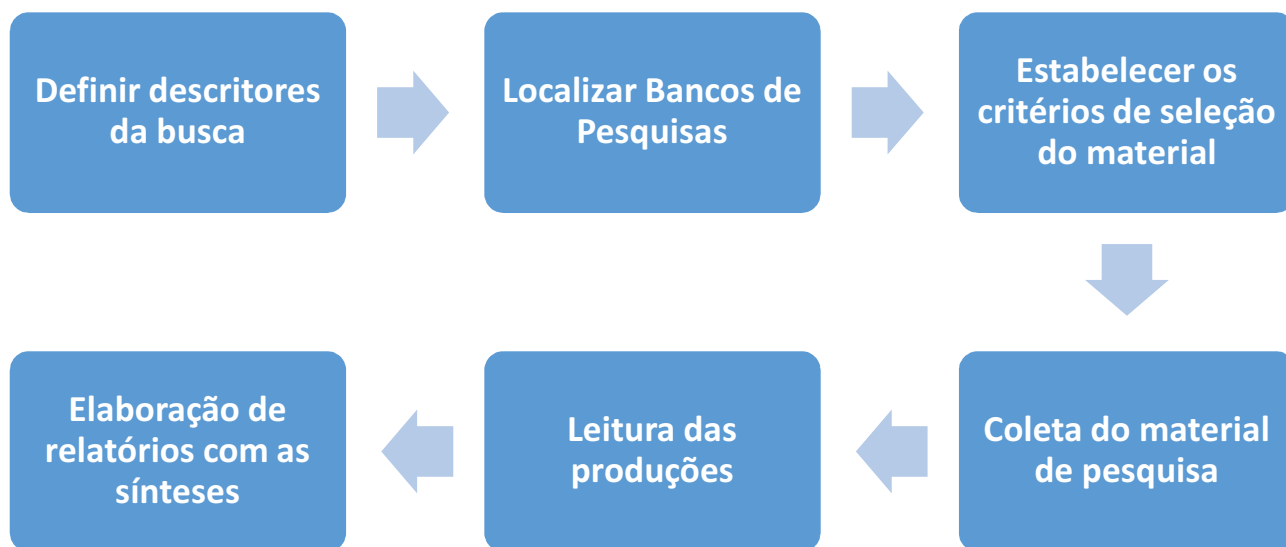 Definir descritores
da busca
Localizar Bancos de
Pesquisas
Estabelecer os
critérios de seleção
do material
Coleta do material
de pesquisa
Leitura das
produções
Elaboração de
relatórios com as
sínteses